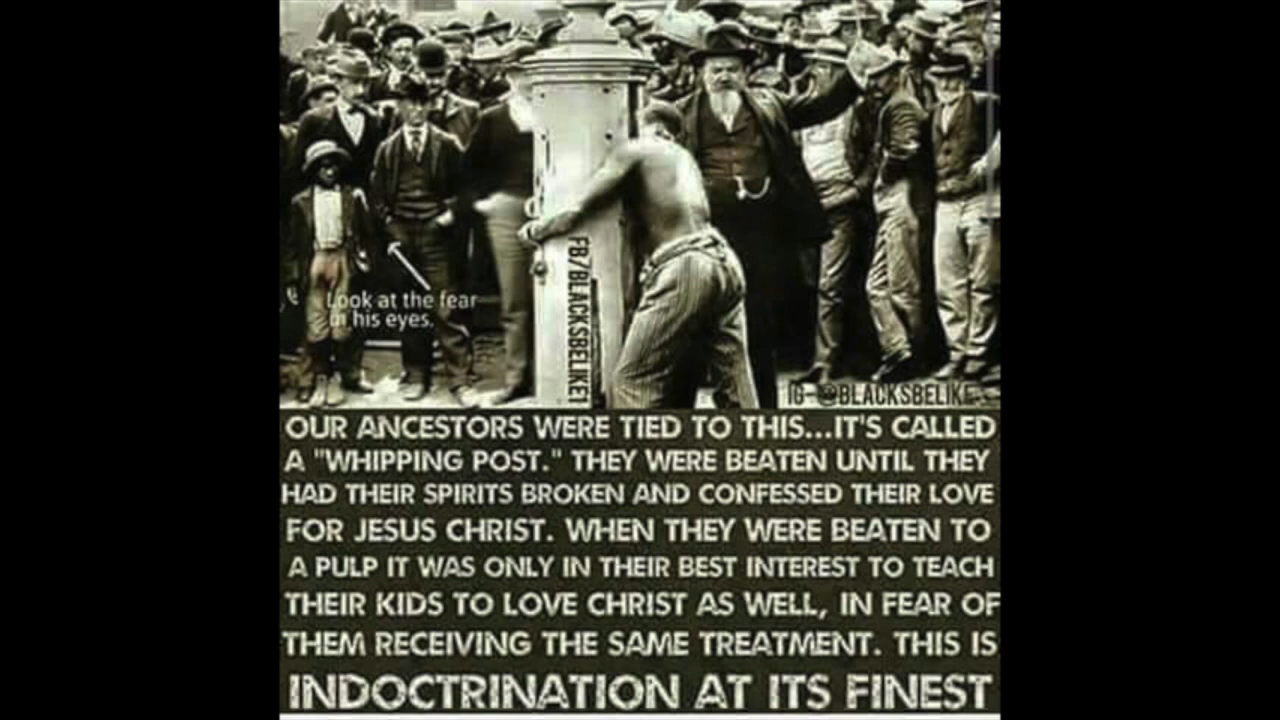 Look at the fear
in his eyes.
FB/BLACKSBELIKE1
IG-@BLACKSBELIKE
OUR ANCESTORS WERE TIED TO THIS...IT'S CALLED
A "WHIPPING POST." THEY WERE BEATEN UNTIL THEY
HAD THEIR SPIRITS BROKEN AND CONFESSED THEIR LOVE
FOR JESUS CHRIST. WHEN THEY WERE BEATEN TO
A PULP IT WAS ONLY IN THEIR BEST INTEREST TO TEACH
THEIR KIDS TO LOVE CHRIST AS WELL, IN FEAR OF
THEM RECEIVING THE SAME TREATMENT. THIS IS
INDOCTRINATION AT ITS FINEST